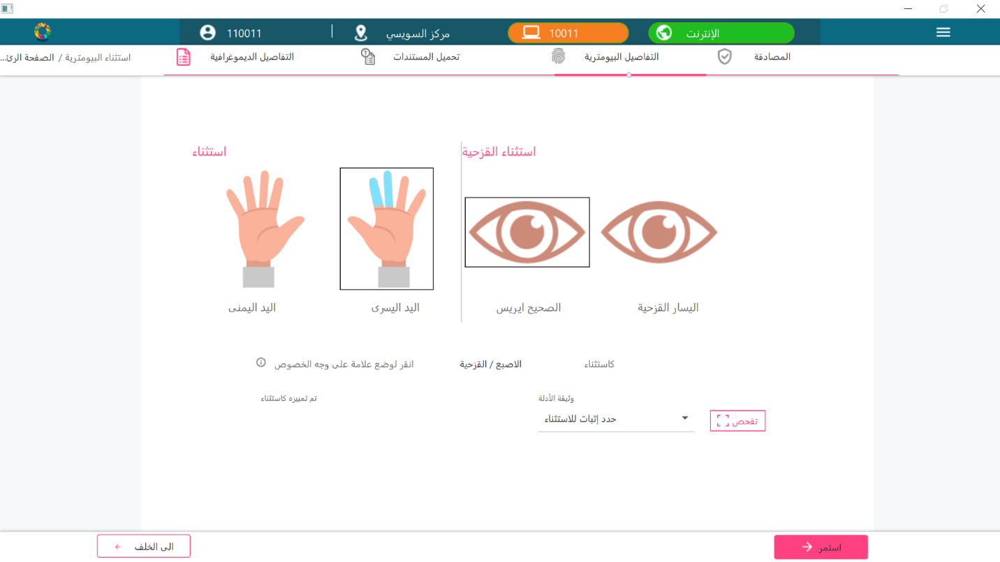 110011
مركز السويسي
10011
الإنترنت
استثناء البيومترية / الصفحة الرئ...
التفاصيل الديموغرافية
تحميل المستندات
التفاصيل البيومترية
المصادقة
استثناء
استثناء القزحية
اليد اليمنى
اليد اليسرى
الصحيح ايريس
اليسار القزحية
انقر لوضع علامة على وجه الخصوص
الاصبع / القزحية
كاستثناء
تم تمييزه كاستثناء
وثيقة الأدلة
حدد إثبات للاستثناء
تفحص
الى الخلف
استمر